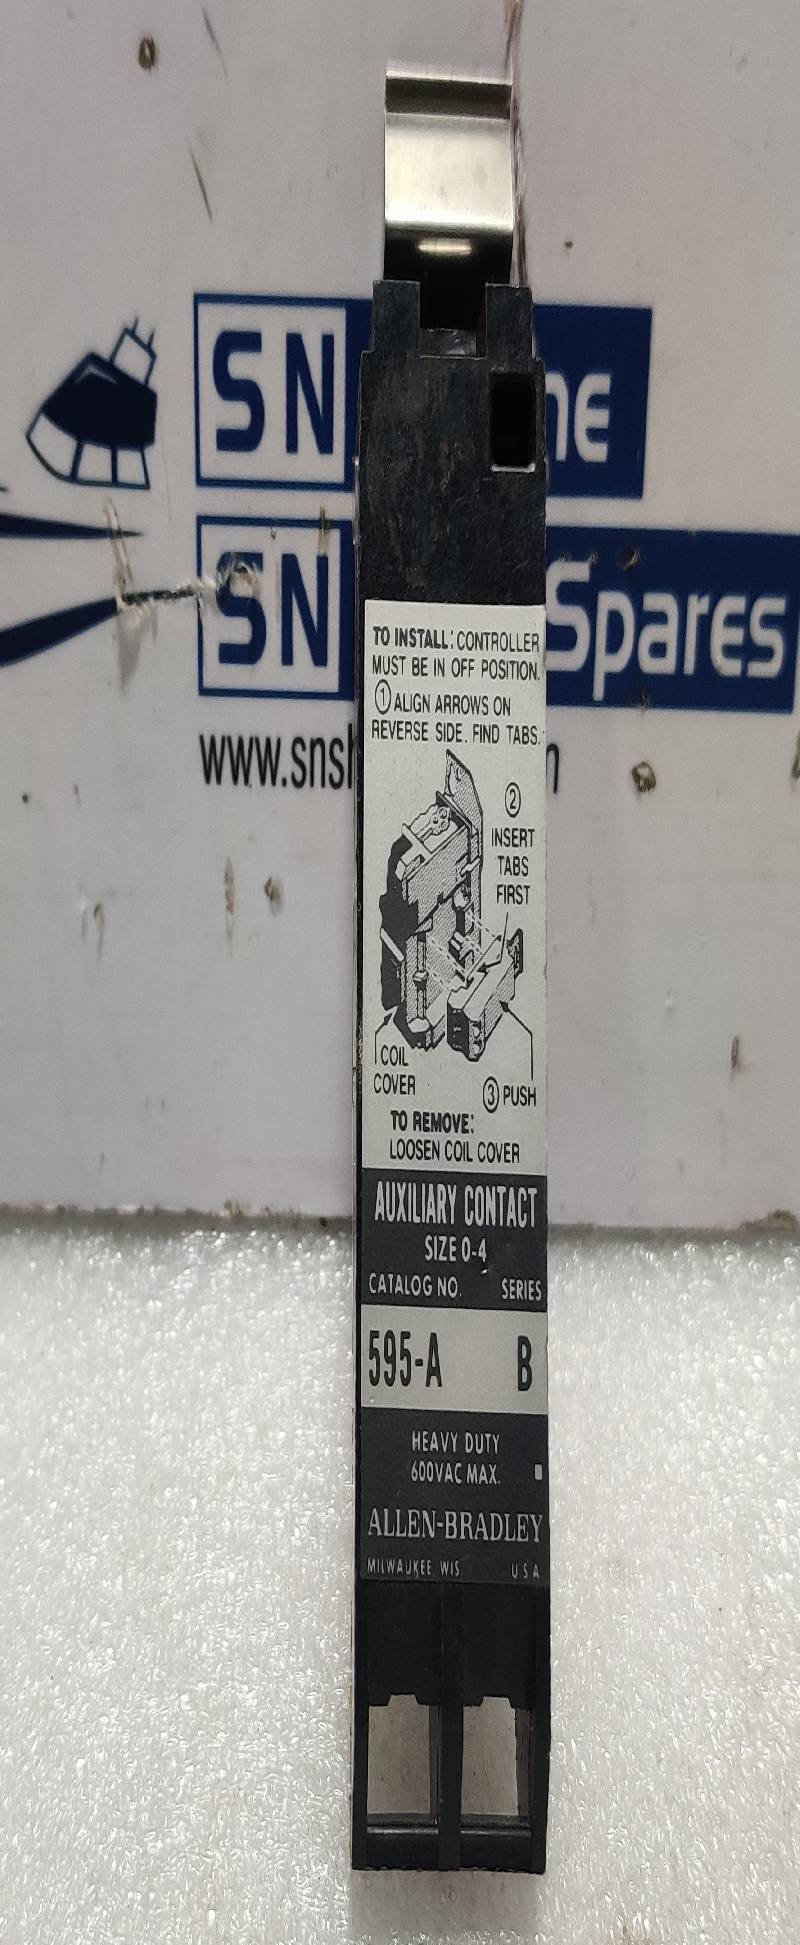 SN
SN Spares
www.snsh
TO INSTALL: CONTROLLER
MUST BE IN OFF POSITION.
① ALIGN ARROWS ON
REVERSE SIDE. FIND TABS.
②
INSERT
TABS
FIRST
COIL
COVER
③ PUSH
TO REMOVE:
LOOSEN COIL COVER
AUXILIARY CONTACT
SIZE 0-4
CATALOG NO. SERIES
595-A B
HEAVY DUTY
600VAC MAX.
ALLEN-BRADLEY
MILWAUKEE WIS USA